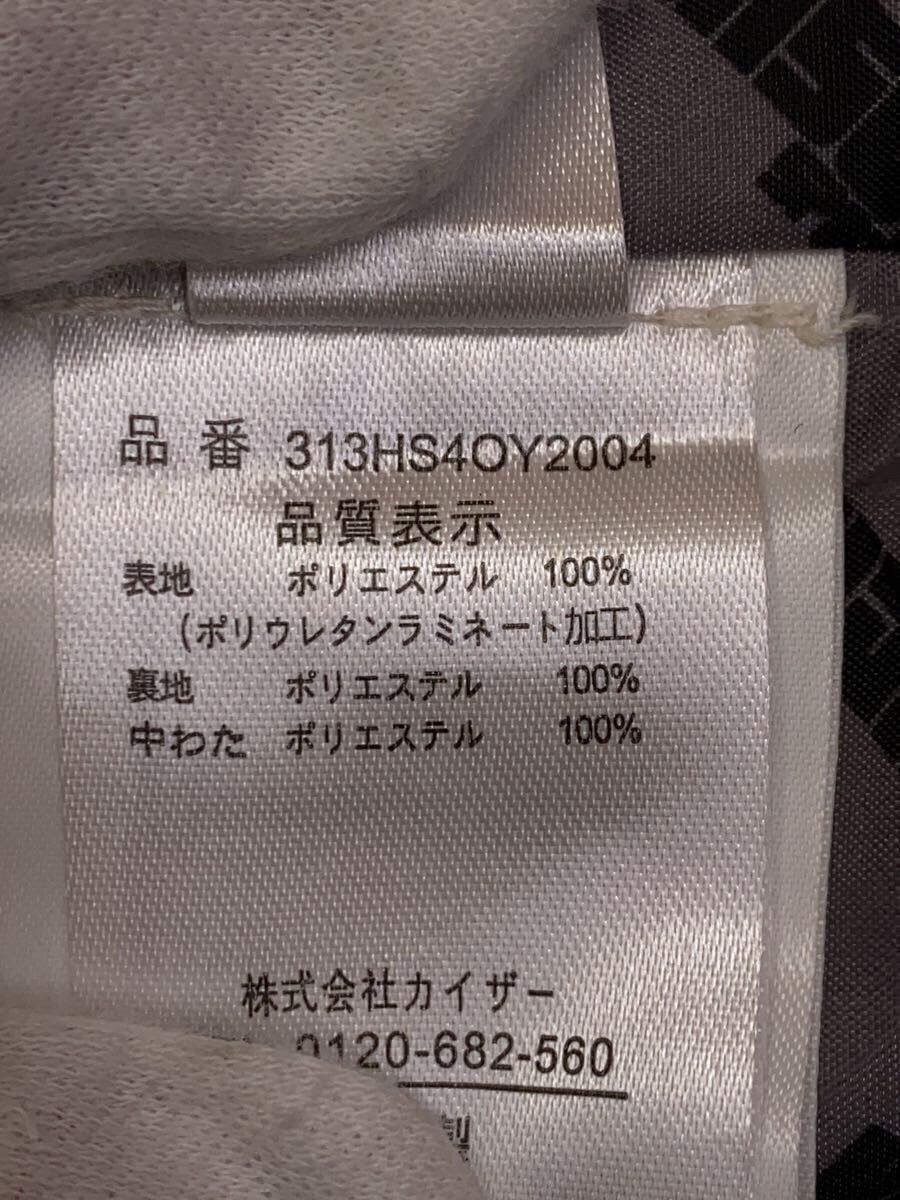 品番 313HS4OY2004
品質表示
表地 ポリエステル 100%
(ポリウレタンラミネート加工)
裏地 ポリエステル 100%
中わた ポリエステル 100%
株式会社カイザー
0120-682-560
製